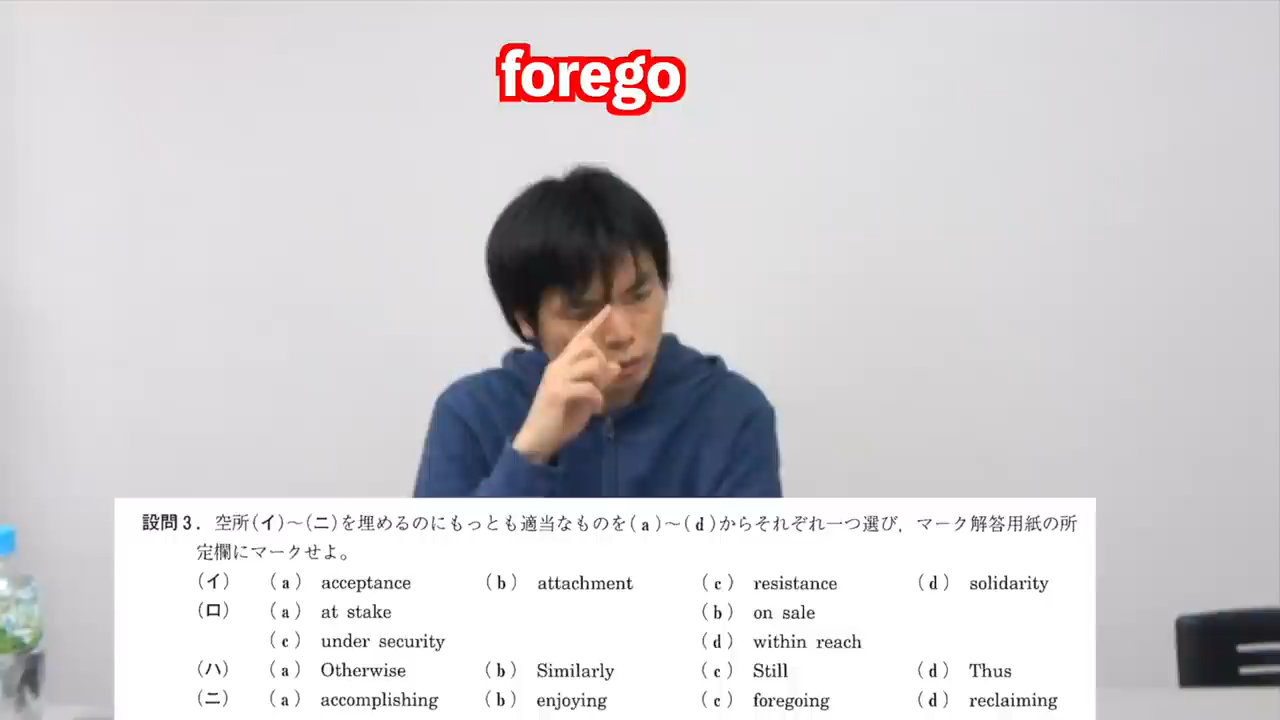 forego
設問3. 空所(イ)~(ニ)を埋めるのにもっとも適当なものを(a)~(d)からそれぞれ一つ選び,マーク解答用紙の所
定欄にマークせよ。
(イ) (a) acceptance (b) attachment (c) resistance (d) solidarity
(ロ) (a) at stake (b) on sale
(c) under security (d) within reach
(ハ) (a) Otherwise (b) Similarly (c) Still (d) Thus
(ニ) (a) accomplishing (b) enjoying (c) foregoing (d) reclaiming